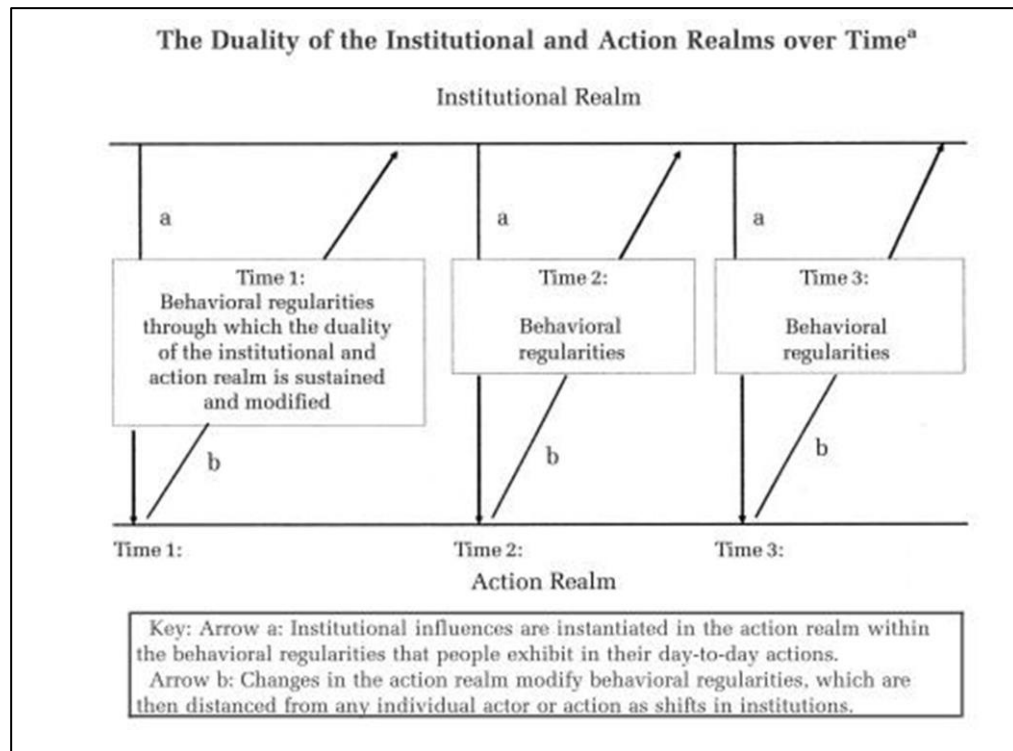 The Duality of the Institutional and Action Realms over Timeᵃ
Institutional Realm
a
a
a
Time 1:
Behavioral regularities
through which the duality
of the institutional and
action realm is sustained
and modified
Time 2:
Behavioral
regularities
Time 3:
Behavioral
regularities
b
b
b
Time 1:
Time 2:
Time 3:
Action Realm
Key: Arrow a: Institutional influences are instantiated in the action realm within
the behavioral regularities that people exhibit in their day-to-day actions.
Arrow b: Changes in the action realm modify behavioral regularities, which are
then distanced from any individual actor or action as shifts in institutions.